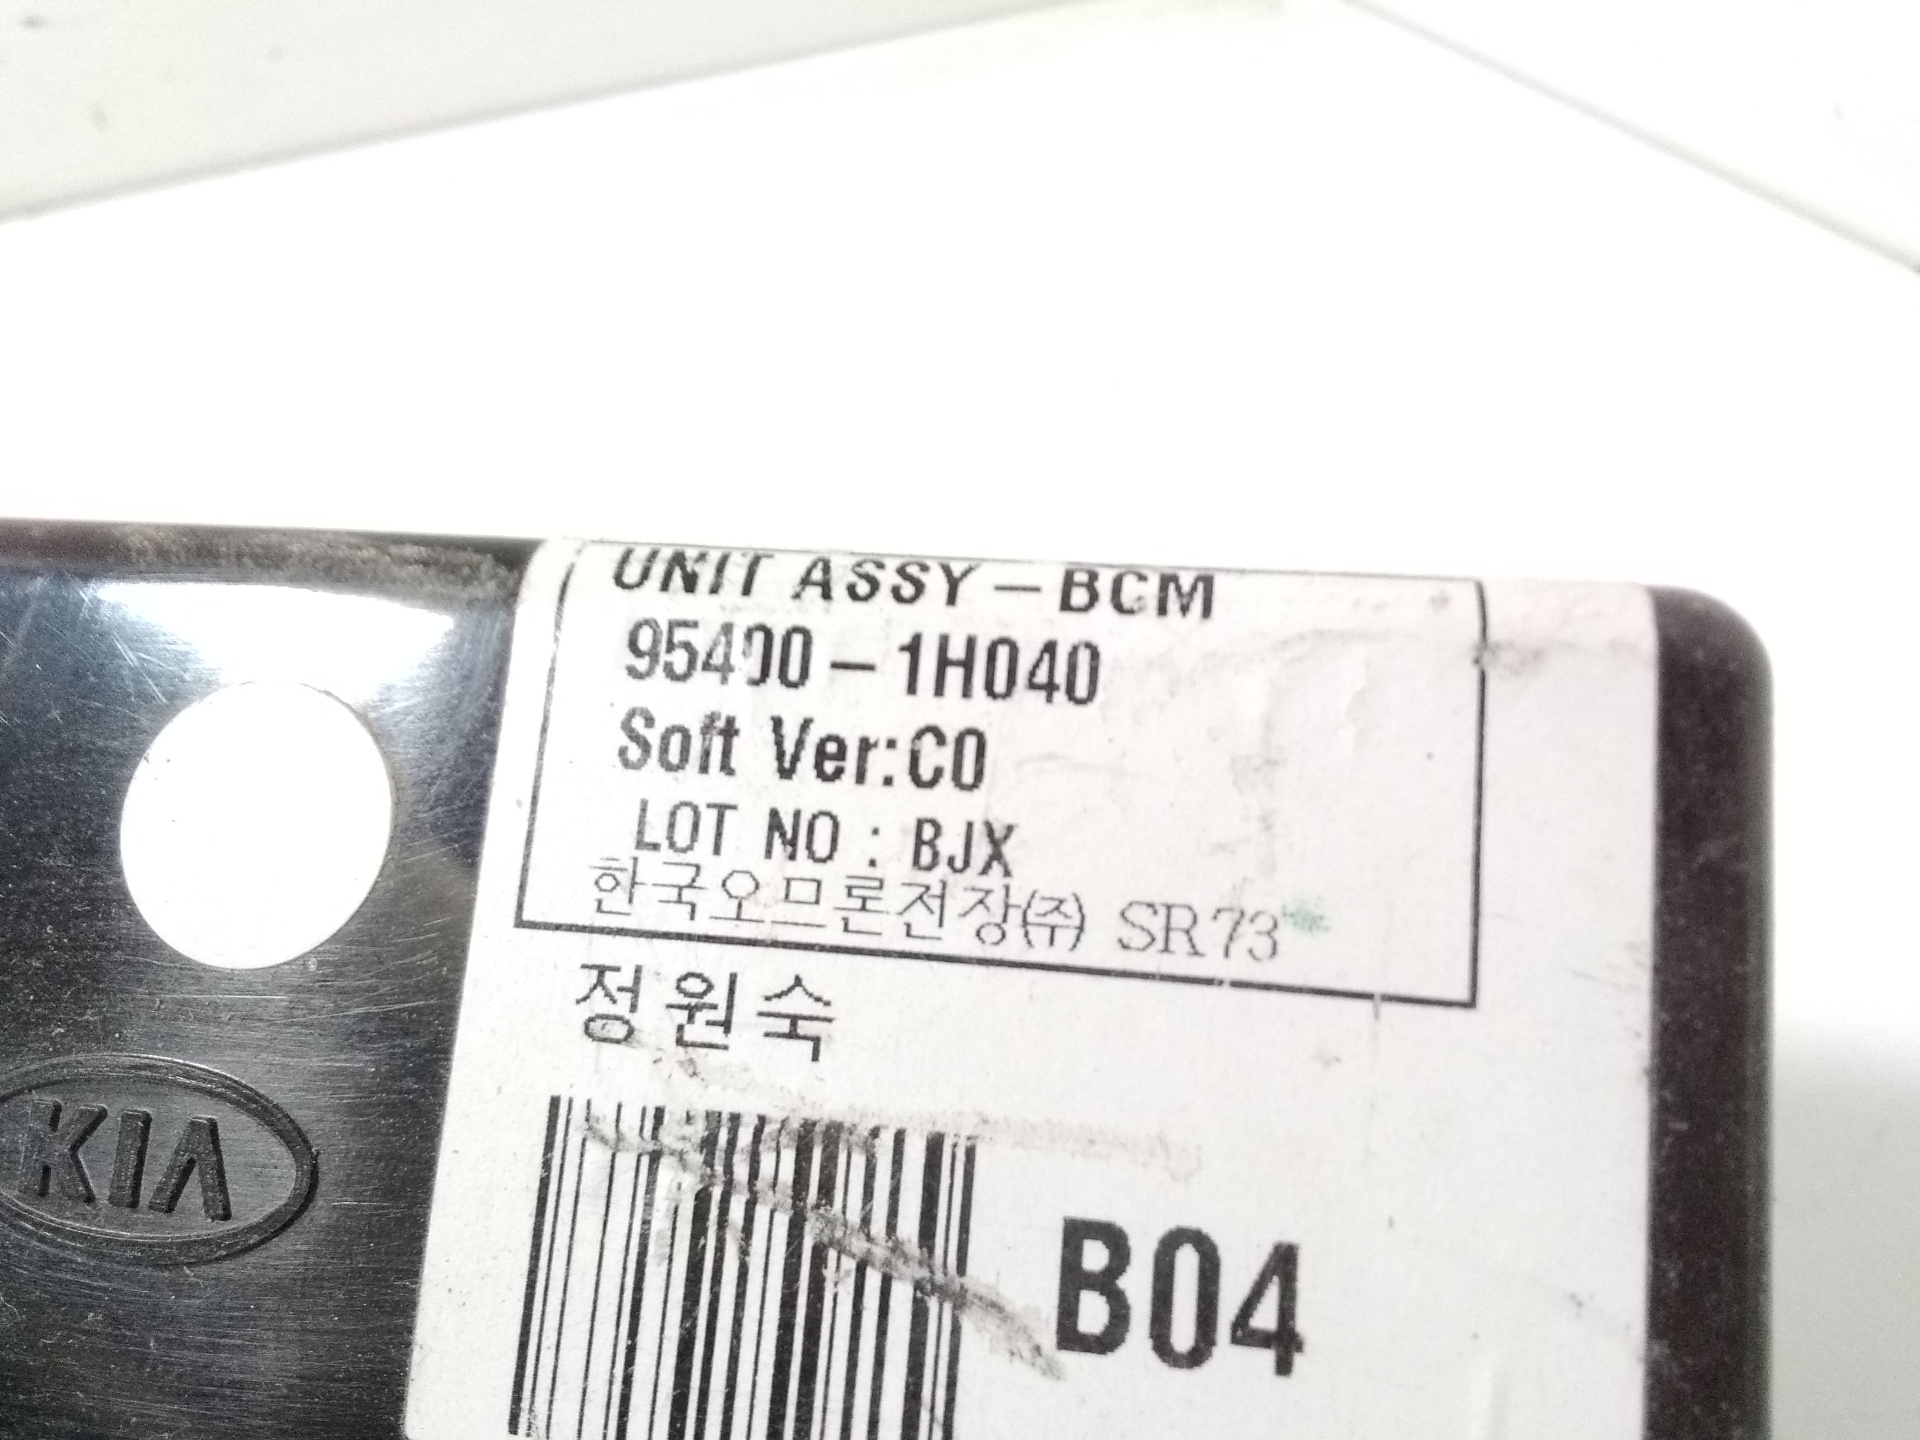 UNIT ASSY-BCM
95400-1H040
Soft Ver:C0
LOT NO : BJX
한국오므론전장㈜ SR73
정원숙
KIA
B04